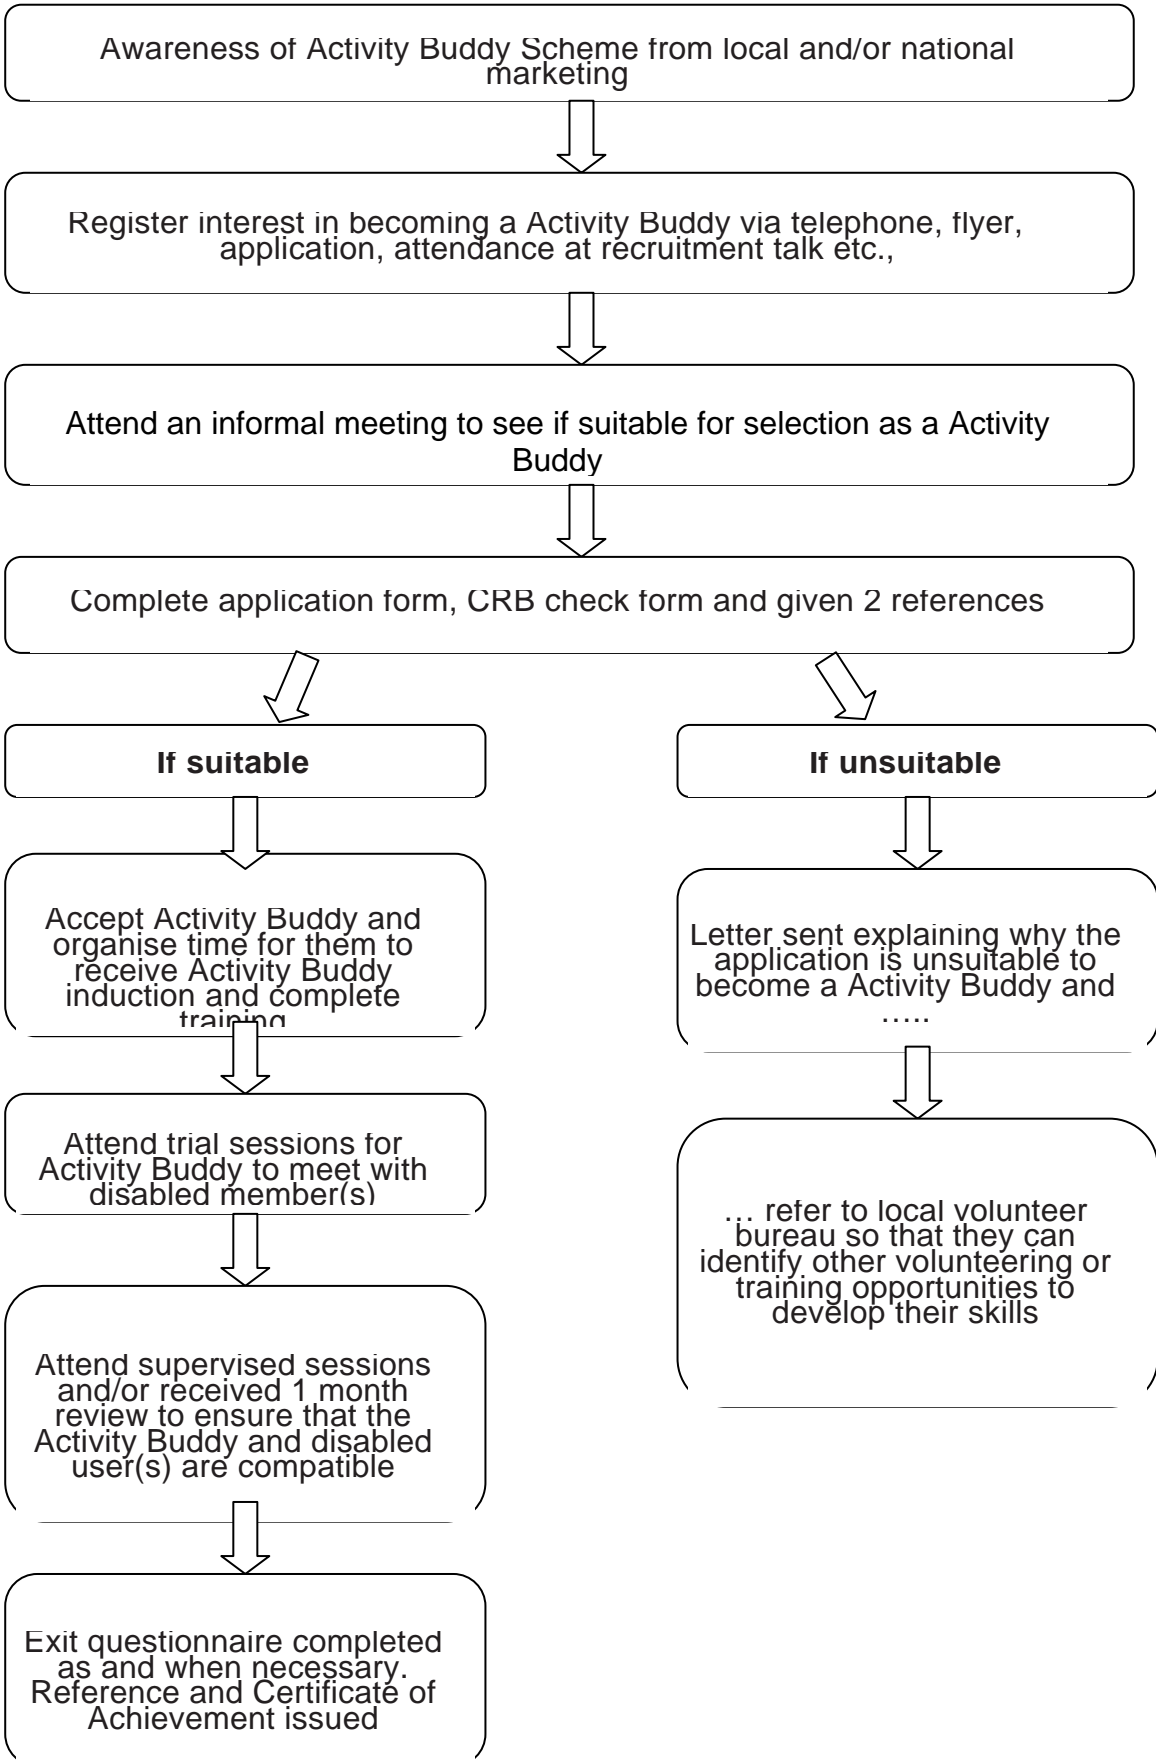 Awareness of Activity Buddy Scheme from local and/or national
marketing
Register interest in becoming a Activity Buddy via telephone, flyer,
application, attendance at recruitment talk etc.,
Attend an informal meeting to see if suitable for selection as a Activity
Buddy
Complete application form, CRB check form and given 2 references
If suitable
If unsuitable
Accept Activity Buddy and
organise time for them to
receive Activity Buddy
induction and complete
training
Letter sent explaining why the
application is unsuitable to
become a Activity Buddy and
.....
Attend trial sessions for
Activity Buddy to meet with
disabled member(s)
... refer to local volunteer
bureau so that they can
identify other volunteering or
training opportunities to
develop their skills
Attend supervised sessions
and/or received 1 month
review to ensure that the
Activity Buddy and disabled
user(s) are compatible
Exit questionnaire completed
as and when necessary.
Reference and Certificate of
Achievement issued